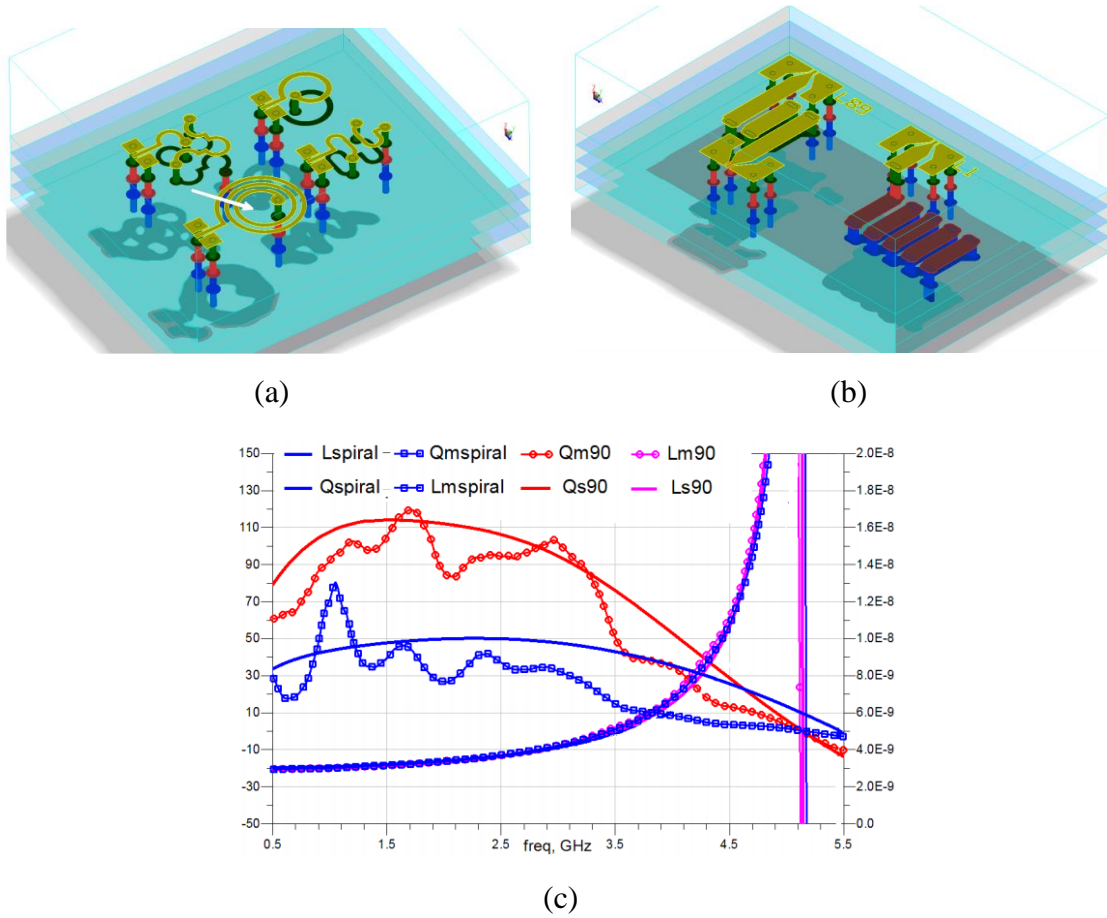 L89
L
(a)
(b)
Lspiral Qmspiral Qm90 Lm90
Qspiral Lmspiral Qs90 Ls90
150 2.0E-8
130 1.8E-8
110 1.6E-8
90 1.4E-8
70 1.2E-8
50 1.0E-8
30 8.0E-9
10 6.0E-9
-10 4.0E-9
-30 2.0E-9
-50 0.0
0.5 1.5 2.5 3.5 4.5 5.5
freq, GHz
(c)